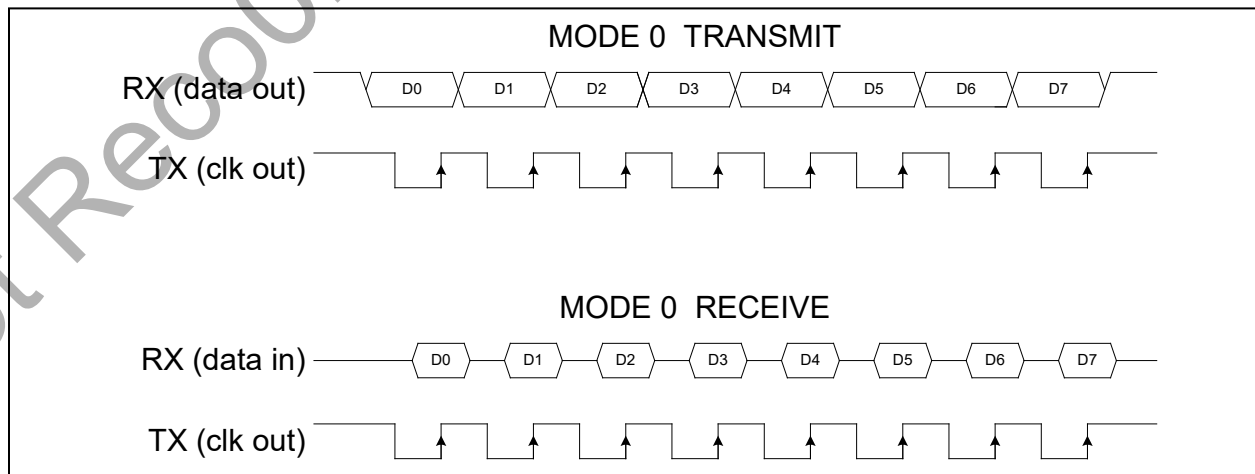 MODE 0 TRANSMIT
RX (data out) D0 D1 D2 D3 D4 D5 D6 D7
TX (clk out)
MODE 0 RECEIVE
RX (data in) D0 D1 D2 D3 D4 D5 D6 D7
TX (clk out)